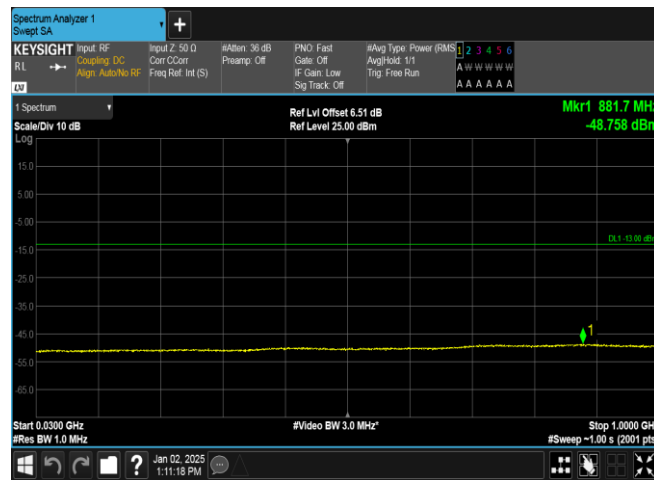 Spectrum Analyzer 1
Swept SA
+
KEYSIGHT Input: RF Input Z: 50 Ω #Atten: 36 dB PNO: Fast #Avg Type: Power (RMS 1 2 3 4 5 6
RL Coupling: DC Corr CCorr Preamp: Off Gate: Off Avg|Hold: 1/1 A W W W W W
Align: Auto/No RF Freq Ref: Int (S) IF Gain: Low Trig: Free Run
LXI Sig Track: Off A A A A A A
1 Spectrum Ref Lvl Offset 6.51 dB Mkr1 881.7 MHz
Scale/Div 10 dB Ref Level 25.00 dBm -48.758 dBm
Log
15.0
5.00
-5.00
DL1 -13.00 dBm
-15.0
-25.0
-35.0
1
-45.0
-55.0
-65.0
Start 0.0300 GHz #Video BW 3.0 MHz* Stop 1.0000 GH
#Res BW 1.0 MHz #Sweep ~1.00 s (2001 pts
? Jan 02, 2025
1:11:18 PM